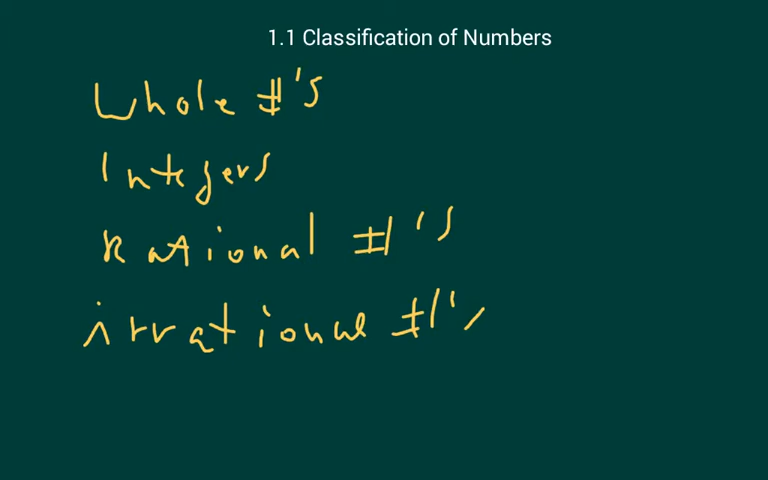 1.1 Classification of Numbers
Whole #'s
Integers
Rational #'s
irrational #'s